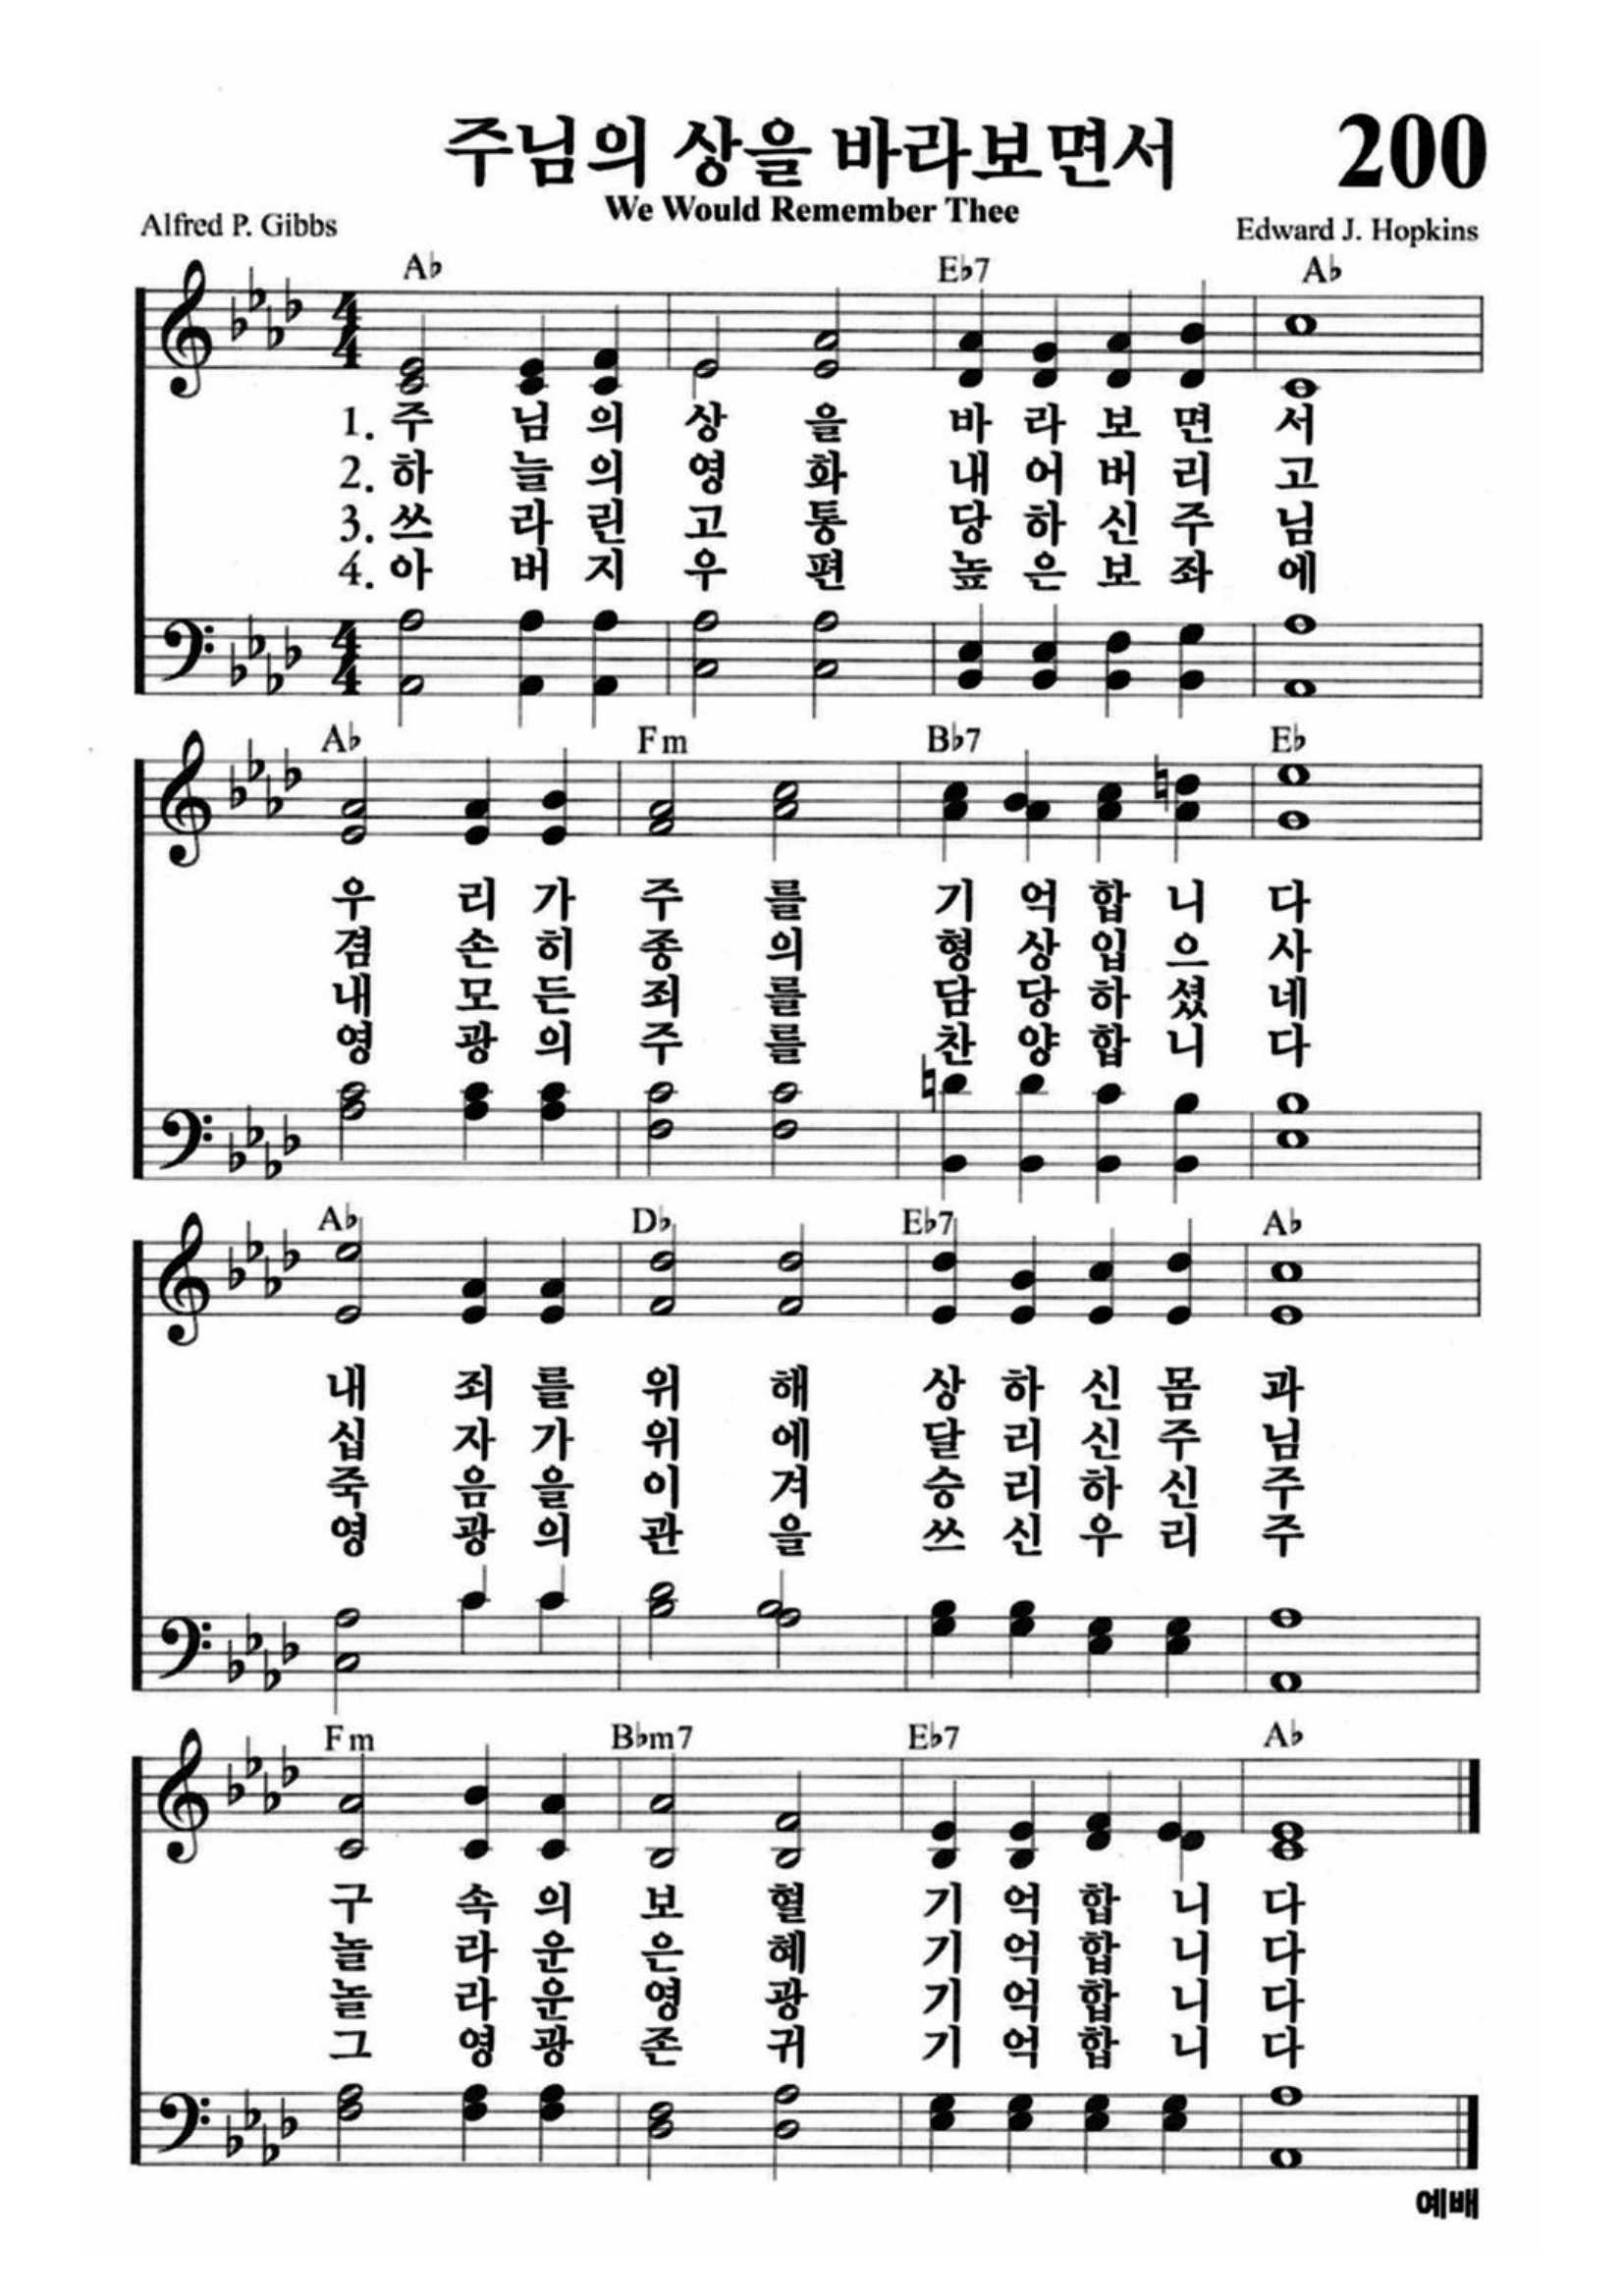 주님의 상을 바라보면서 200
We Would Remember Thee
Alfred P. Gibbs Edward J. Hopkins
A♭ E♭7 A♭
4/4
1. 주 님 의 상 을 바 라 보 면 서
2. 하 늘 의 영 화 내 어 버 리 고
3. 쓰 라 린 고 통 당 하 신 주 님
4. 아 버 지 우 편 높 은 보 좌 에
4/4
A♭ Fm B♭7 E♭
우 리 가 주 를 기 억 합 니 다
겸 손 히 종 의 형 상 입 으 사
내 모 든 죄 를 담 당 하 셨 네
영 광 의 주 를 찬 양 합 니 다
A♭ D♭ E♭7 A♭
내 죄 를 위 해 상 하 신 몸 과
십 자 가 위 에 달 리 신 주 님
죽 음 을 이 겨 승 리 하 신 주
영 광 의 관 을 쓰 신 우 리 주
Fm B♭m7 E♭7 A♭
구 속 의 보 혈 기 억 합 니 다
놀 라 운 은 혜 기 억 합 니 다
놀 라 운 영 광 기 억 합 니 다
그 영 광 존 귀 기 억 합 니 다
예배